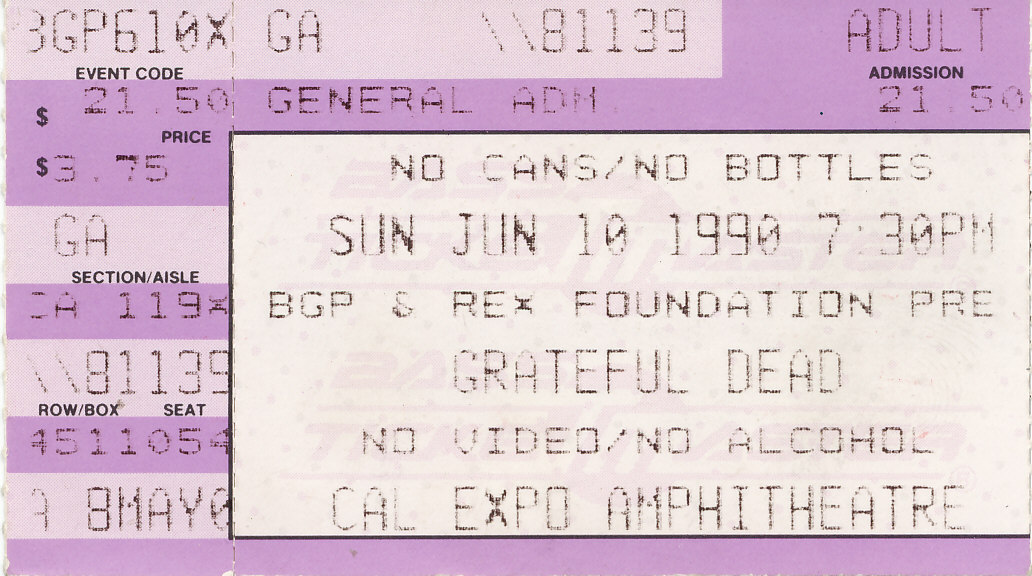 BGP610X GA \\81139 ADULT
EVENT CODE ADMISSION
$ 21.50 GENERAL ADM 21.50
PRICE
$3.75
NO CANS/NO BOTTLES
GA
SUN JUN 10 1990 7:30PM
SECTION/AISLE
CA 119X
BGP & REX FOUNDATION PRE
\\81139
GRATEFUL DEAD
ROW/BOX SEAT
4511054
NO VIDEO/NO ALCOHOL
A 8MAY0
CAL EXPO AMPHITHEATRE